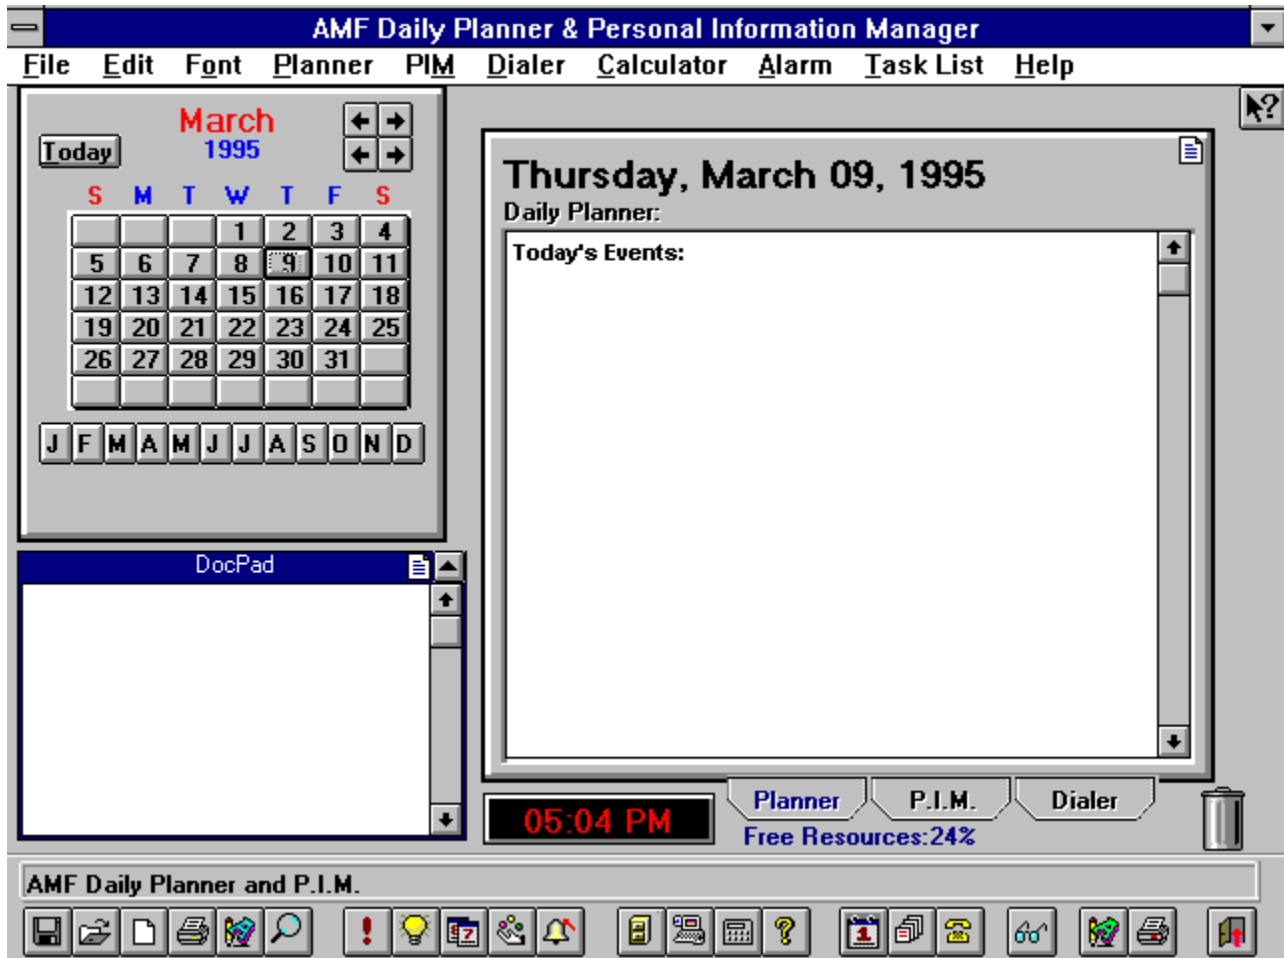 AMF Daily Planner & Personal Information Manager
File Edit Font Planner PIM Dialer Calculator Alarm Task List Help
March
1995
Today
S M T W T F S
1 2 3 4
5 6 7 8 9 10 11
12 13 14 15 16 17 18
19 20 21 22 23 24 25
26 27 28 29 30 31
J F M A M J J A S O N D
DocPad
Thursday, March 09, 1995
Daily Planner:
Today's Events:
05:04 PM
Planner P.I.M. Dialer
Free Resources:24%
AMF Daily Planner and P.I.M.